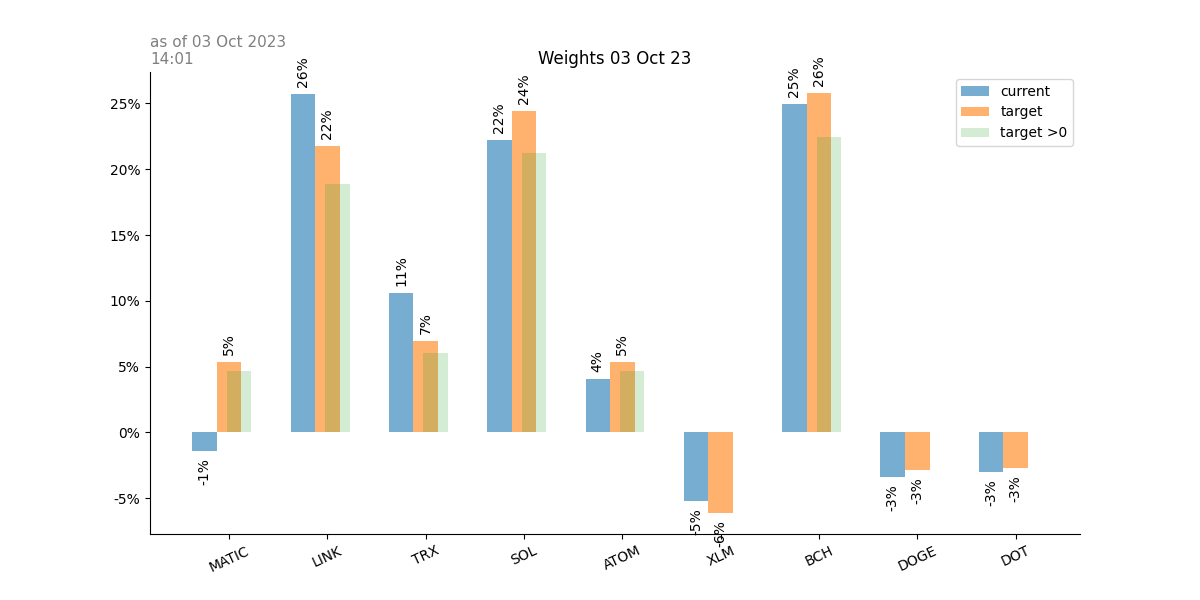 as of 03 Oct 2023
14:01
Weights 03 Oct 23
current
target
target >0
25%
20%
15%
10%
5%
0%
-5%
-1%
5%
26%
22%
11%
7%
22%
24%
4%
5%
-5%
-6%
25%
26%
-3%
-3%
-3%
-3%
MATIC
LINK
TRX
SOL
ATOM
XLM
BCH
DOGE
DOT